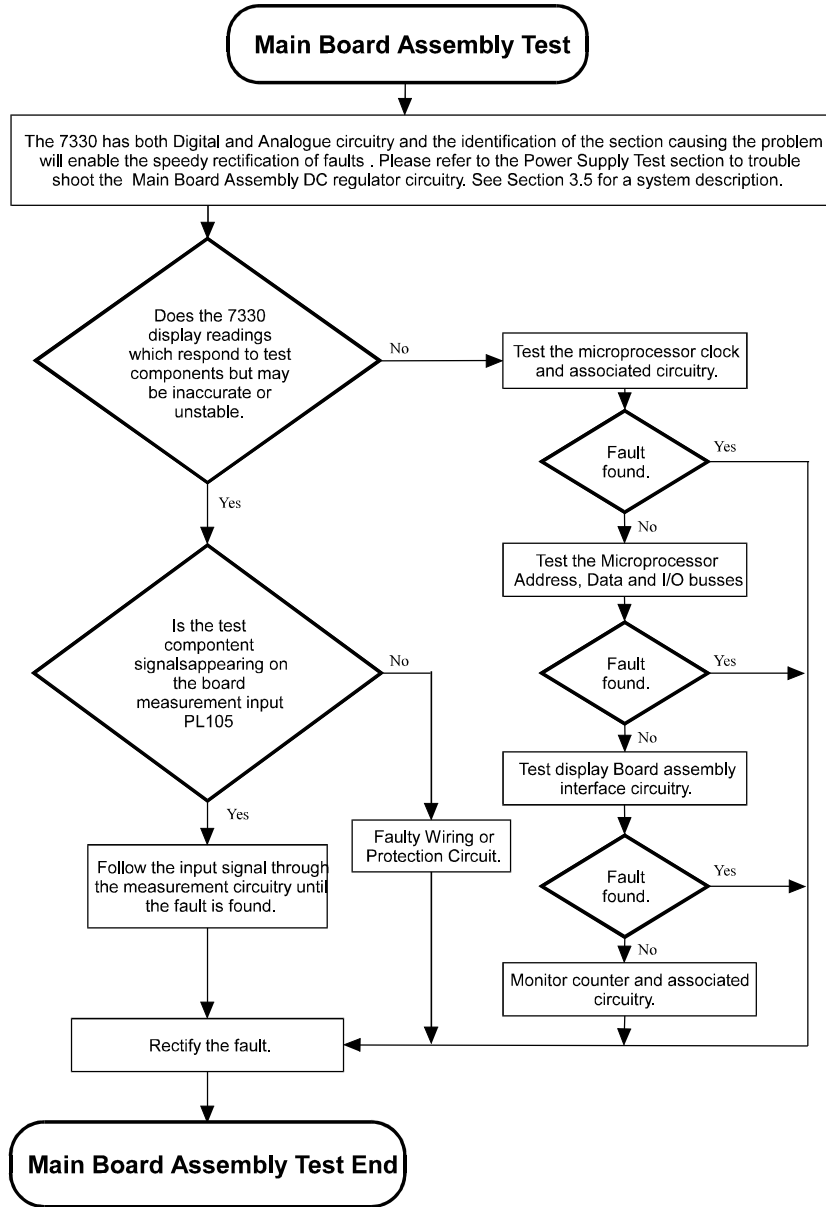 Main Board Assembly Test
The 7330 has both Digital and Analogue circuitry and the identification of the section causing the problem
will enable the speedy rectification of faults . Please refer to the Power Supply Test section to trouble
shoot the Main Board Assembly DC regulator circuitry. See Section 3.5 for a system description.
Does the 7330
display readings
which respond to test
components but may
be inaccurate or
unstable.
No
Yes
Test the microprocessor clock
and associated circuitry.
Fault
found.
Yes
No
Test the Microprocessor
Address, Data and I/O busses
Fault
found.
Yes
No
Test display Board assembly
interface circuitry.
Fault
found.
Yes
No
Monitor counter and associated
circuitry.
Is the test
compontent
signalsappearing on
the board
measurement input
PL105
No
Yes
Faulty Wiring or
Protection Circuit.
Follow the input signal through
the measurement circuitry until
the fault is found.
Rectify the fault.
Main Board Assembly Test End